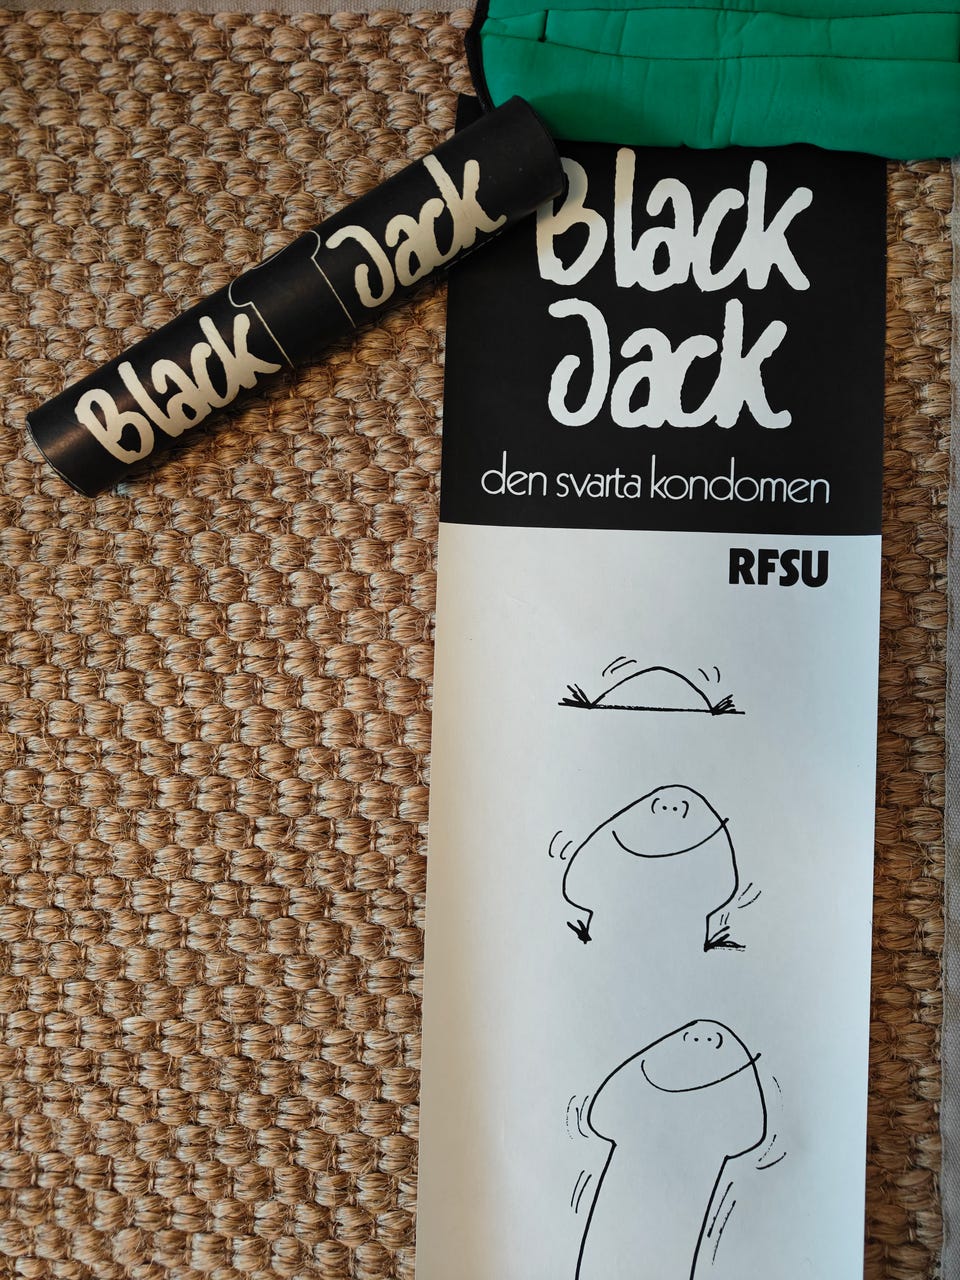 Black Jack
Black
Jack
den svarta kondomen
RFSU